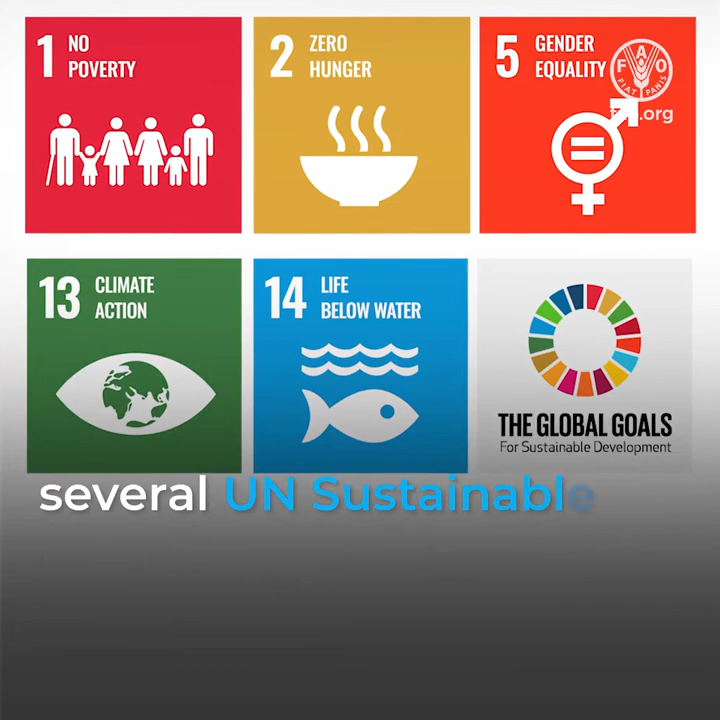 1 NO
POVERTY
2 ZERO
HUNGER
5 GENDER
EQUALITY
F A O
FIAT PANIS
.org
13 CLIMATE
ACTION
14 LIFE
BELOW WATER
THE GLOBAL GOALS
For Sustainable Development
several UN Sustainable